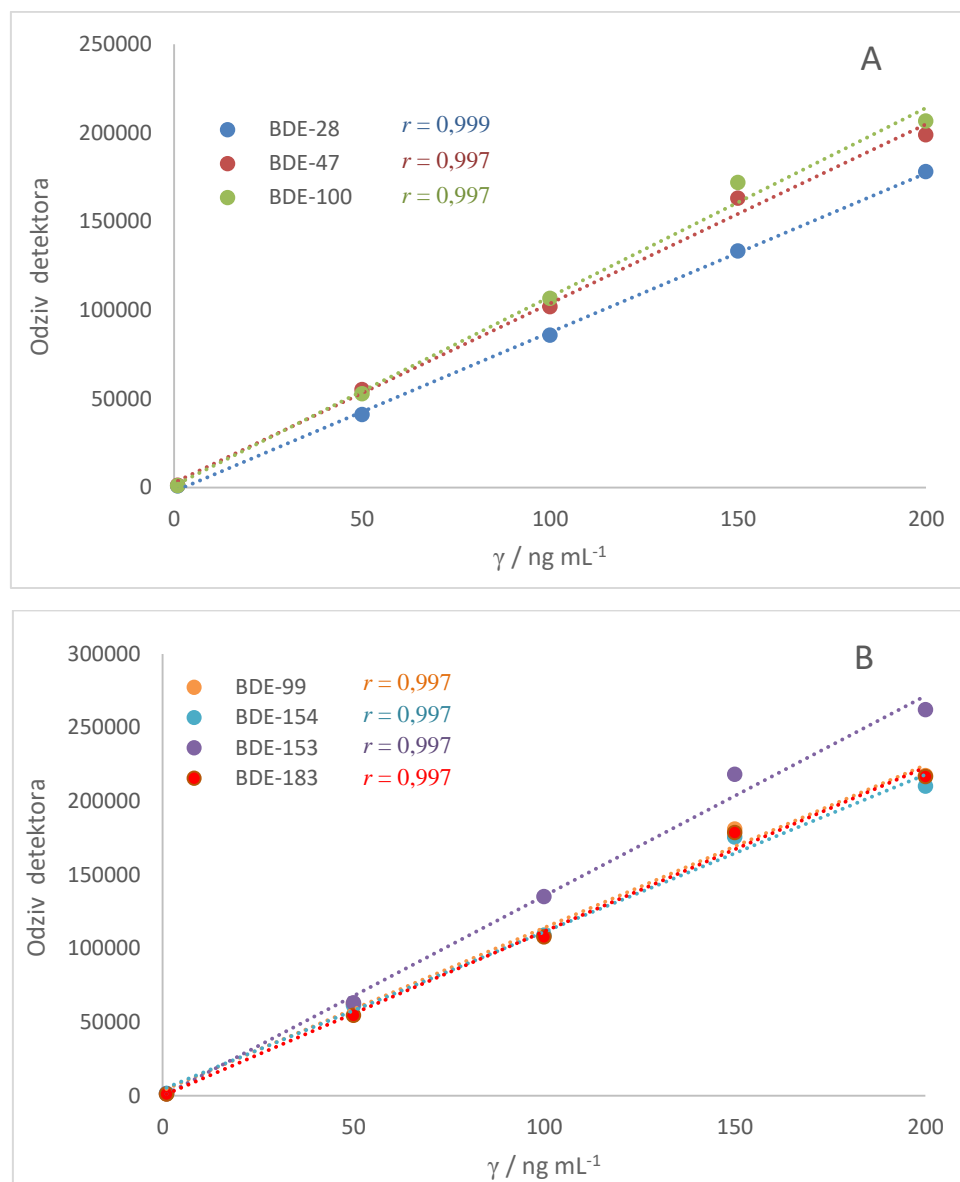 A
250000
200000
150000
100000
50000
0
Odziv detektora
BDE-28 r = 0,999
BDE-47 r = 0,997
BDE-100 r = 0,997
0 50 100 150 200
γ / ng mL⁻¹
B
300000
250000
200000
150000
100000
50000
0
Odziv detektora
BDE-99 r = 0,997
BDE-154 r = 0,997
BDE-153 r = 0,997
BDE-183 r = 0,997
0 50 100 150 200
γ / ng mL⁻¹